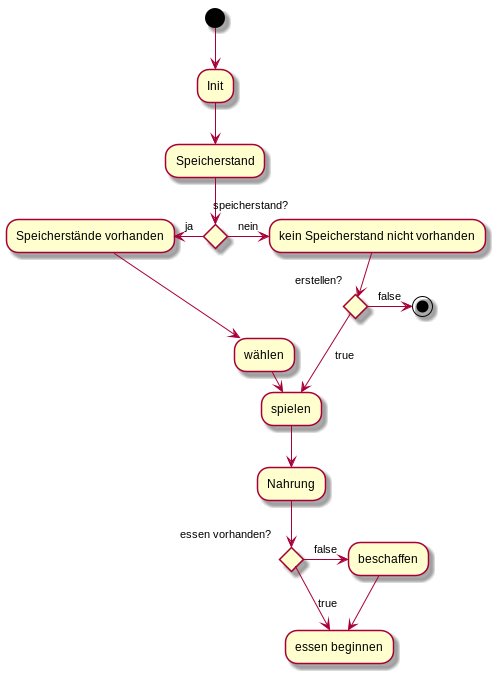 Init
Speicherstand
speicherstand?
ja
nein
Speicherstände vorhanden
kein Speicherstand nicht vorhanden
erstellen?
false
wählen
true
spielen
Nahrung
essen vorhanden?
false
beschaffen
true
essen beginnen